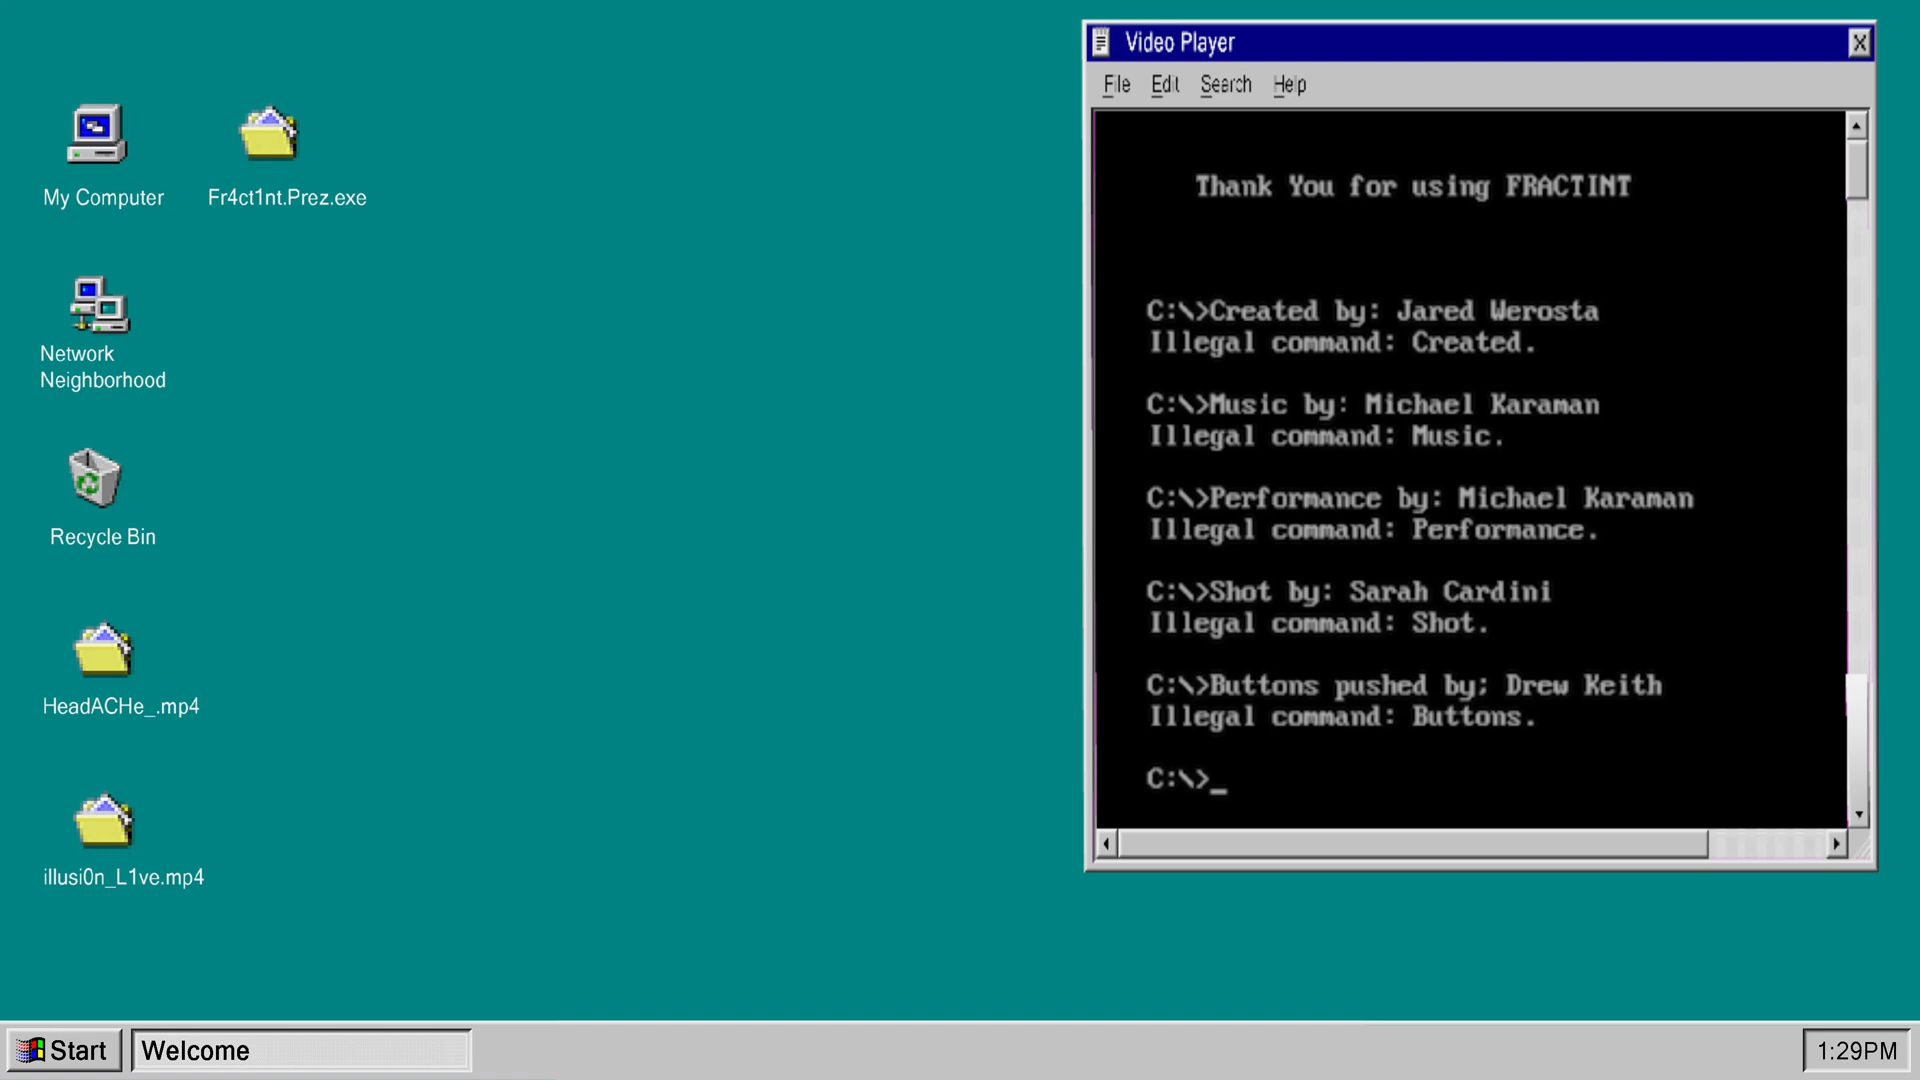 My Computer
Fr4ct1nt.Prez.exe
Network
Neighborhood
Recycle Bin
HeadACHe_.mp4
illusi0n_L1ve.mp4
Video Player
File Edit Search Help
Thank You for using FRACTINT
C:\>Created by: Jared Werosta
Illegal command: Created.
C:\>Music by: Michael Karaman
Illegal command: Music.
C:\>Performance by: Michael Karaman
Illegal command: Performance.
C:\>Shot by: Sarah Cardini
Illegal command: Shot.
C:\>Buttons pushed by; Drew Keith
Illegal command: Buttons.
C:\>_
Start
Welcome
1:29PM